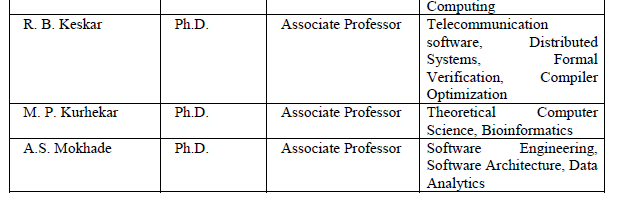 Computing
R. B. Keskar Ph.D. Associate Professor Telecommunication
software, Distributed
Systems, Formal
Verification, Compiler
Optimization
M. P. Kurhekar Ph.D. Associate Professor Theoretical Computer
Science, Bioinformatics
A.S. Mokhade Ph.D. Associate Professor Software Engineering,
Software Architecture, Data
Analytics